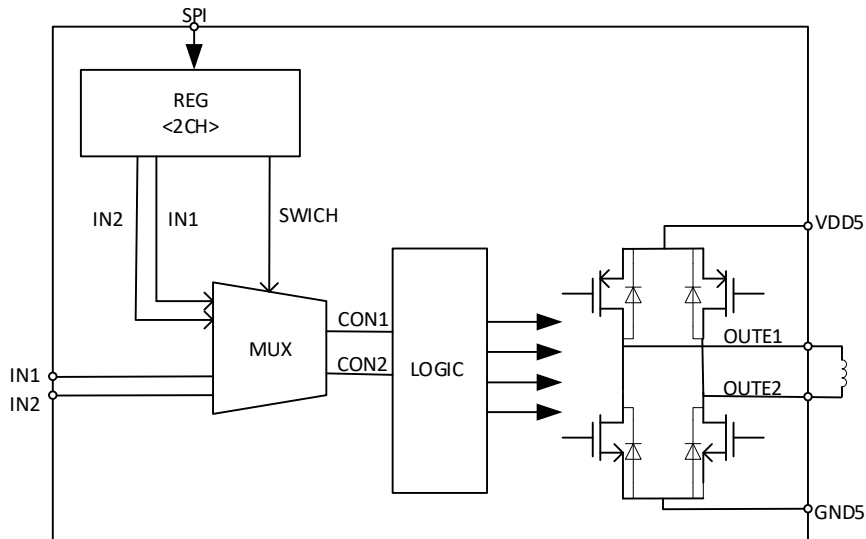 SPI
REG
<2CH>
IN2
IN1
SWICH
VDD5
CON1
MUX
CON2
LOGIC
OUTE1
OUTE2
IN1
IN2
GND5